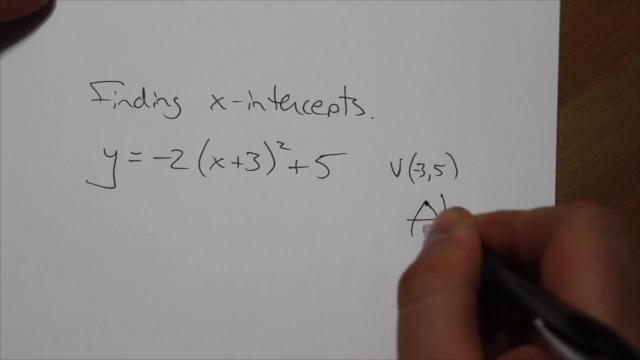 Finding x-intercepts.
y = -2(x+3)² + 5
V(-3,5)